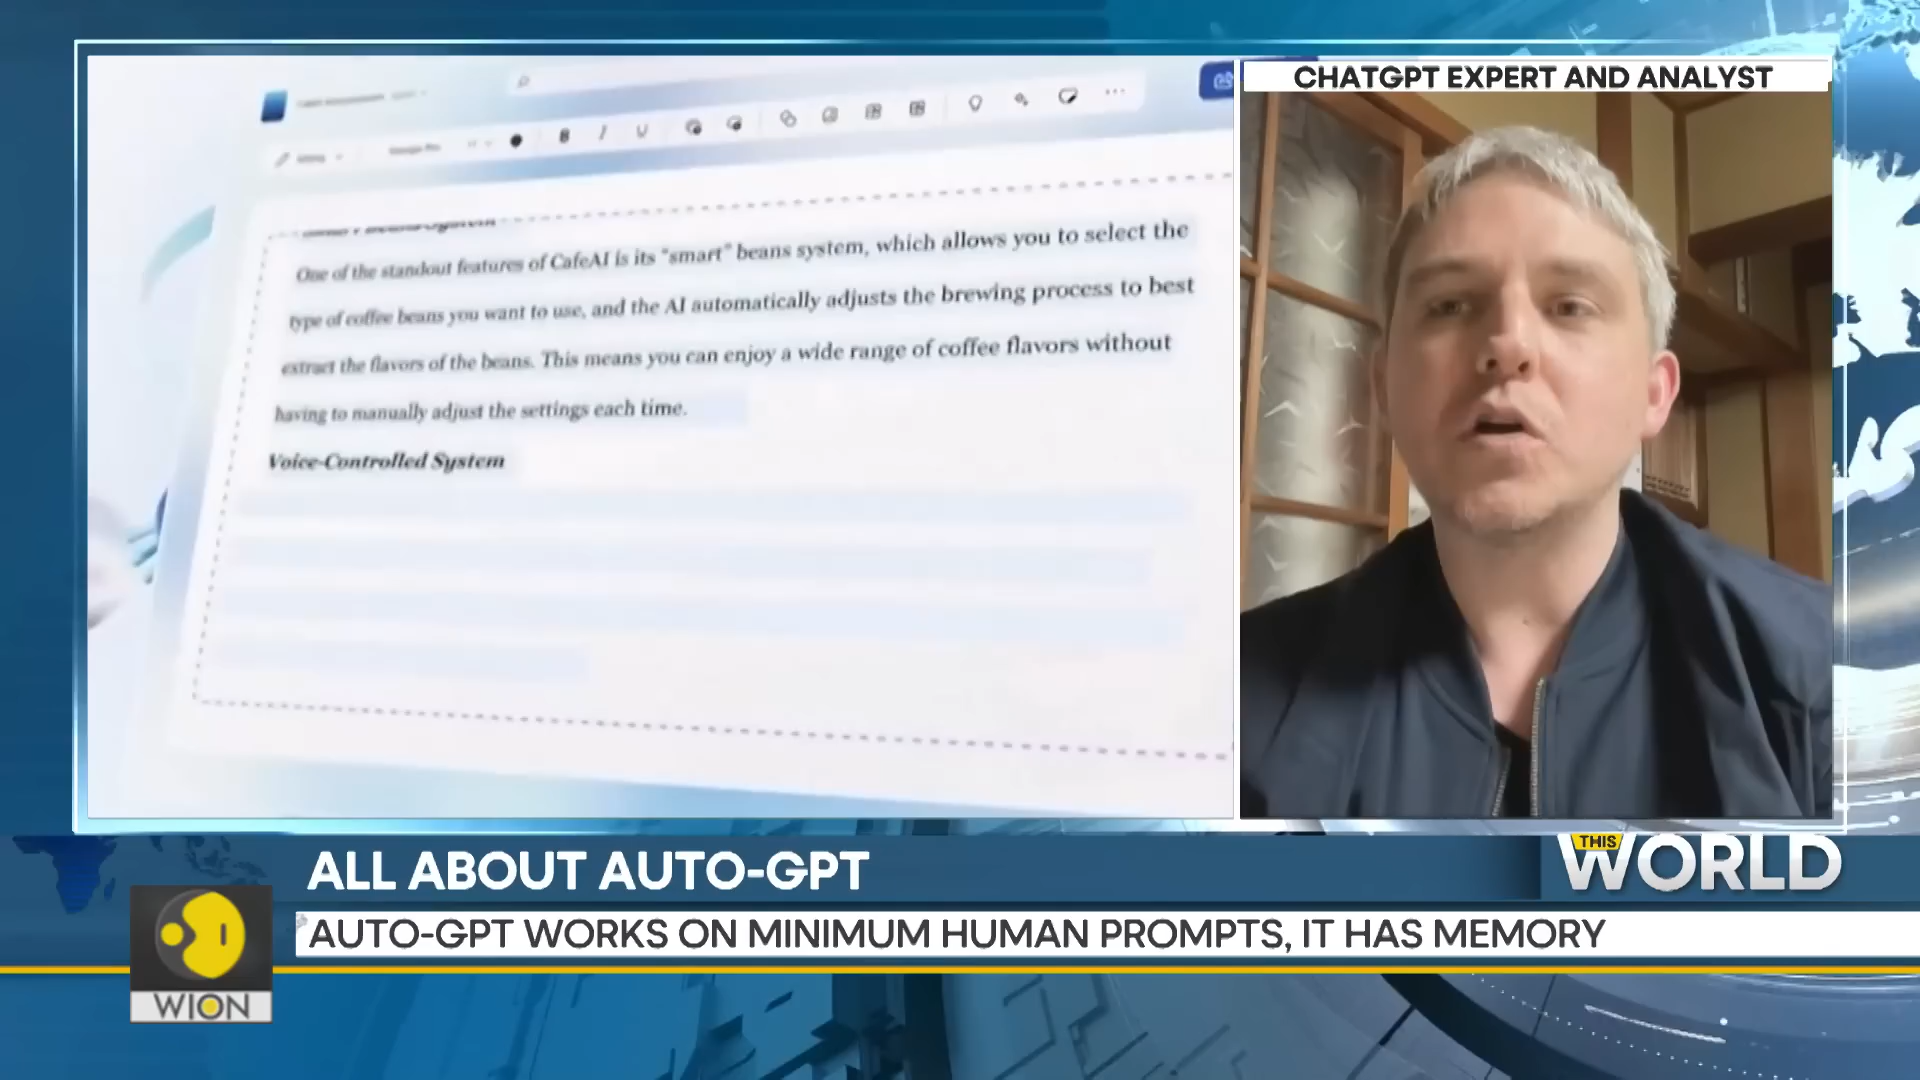 CHATGPT EXPERT AND ANALYST
B I U
One of the standout features of CafeAI is its "smart" beans system, which allows you to select the
type of coffee beans you want to use, and the AI automatically adjusts the brewing process to best
extract the flavors of the beans. This means you can enjoy a wide range of coffee flavors without
having to manually adjust the settings each time.
Voice-Controlled System
ALL ABOUT AUTO-GPT
THIS
WORLD
AUTO-GPT WORKS ON MINIMUM HUMAN PROMPTS, IT HAS MEMORY
WION